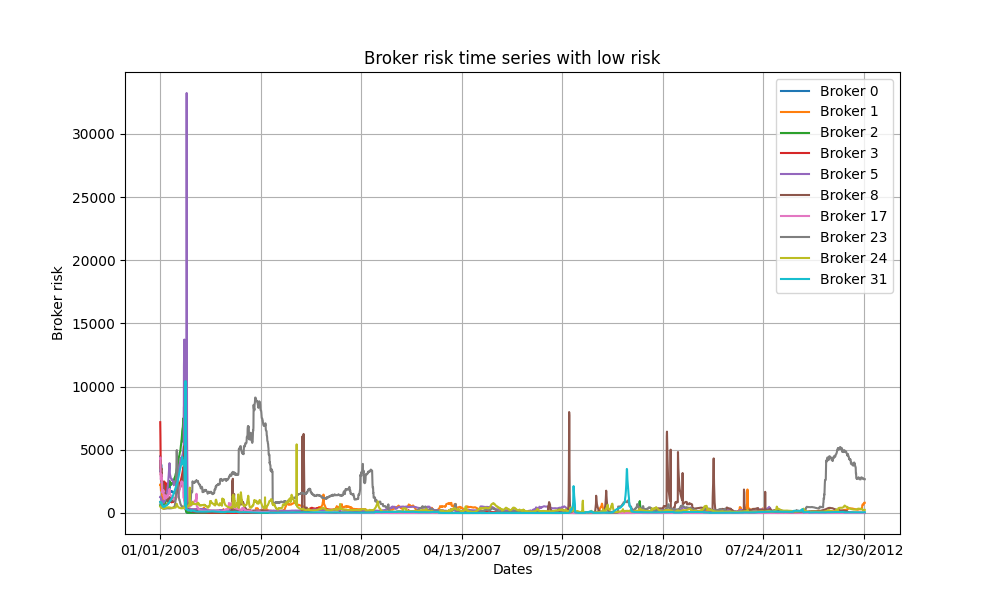 Broker risk time series with low risk
Broker risk
30000
25000
20000
15000
10000
5000
0
Broker 0
Broker 1
Broker 2
Broker 3
Broker 5
Broker 8
Broker 17
Broker 23
Broker 24
Broker 31
01/01/2003 06/05/2004 11/08/2005 04/13/2007 09/15/2008 02/18/2010 07/24/2011 12/30/2012
Dates